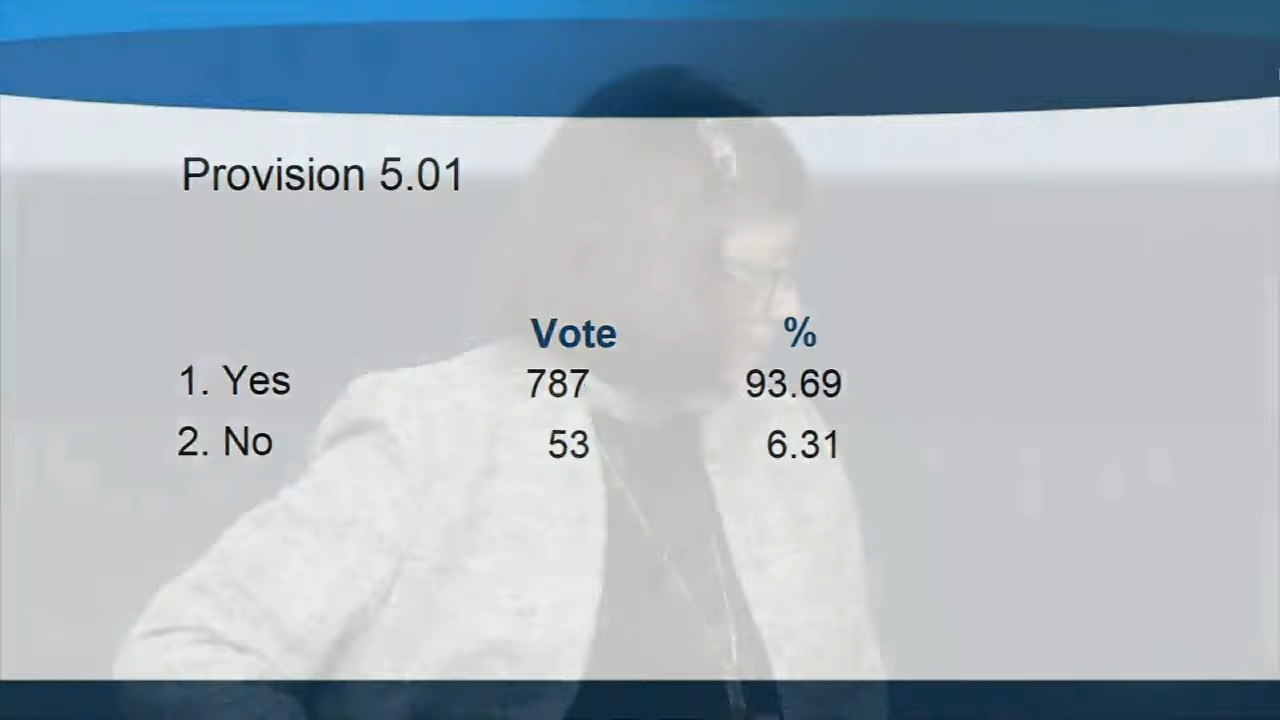 Provision 5.01
Vote %
1. Yes 787 93.69
2. No 53 6.31